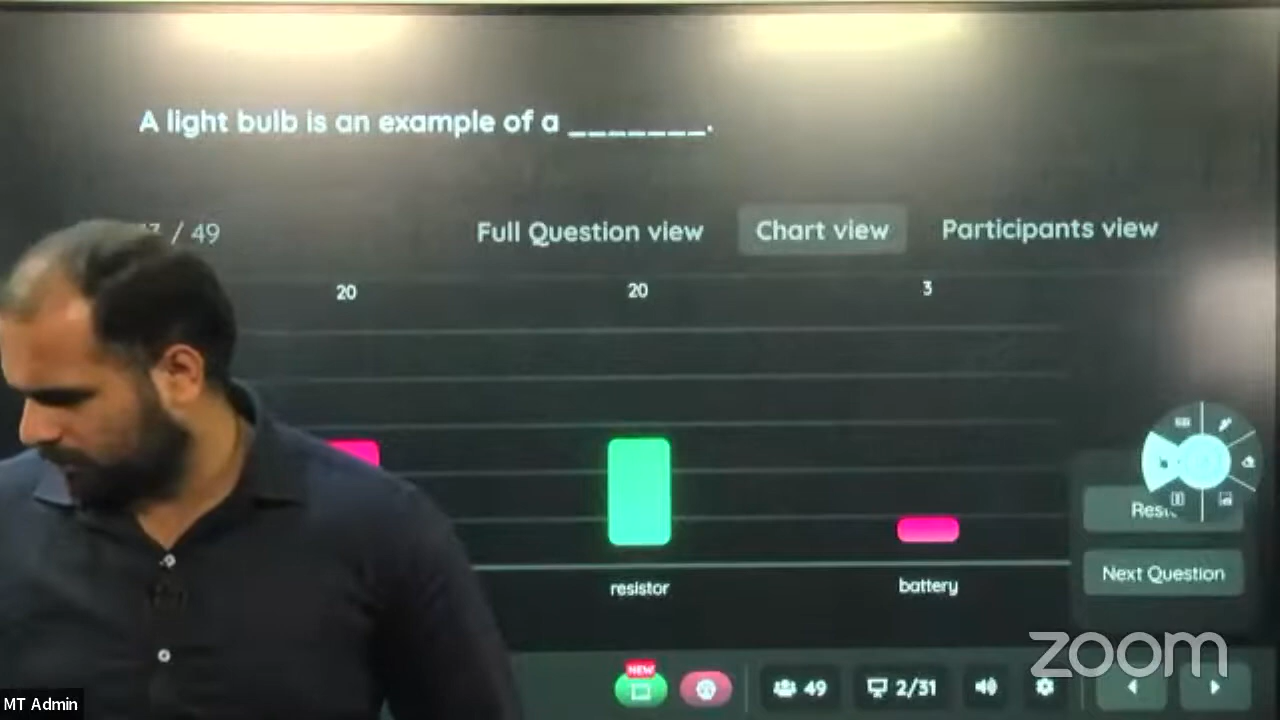 A light bulb is an example of a _______.
/ 49
Full Question view
Chart view
Participants view
20
20
3
resistor
battery
Next Question
NEW
49
2/31
zoom
MT Admin